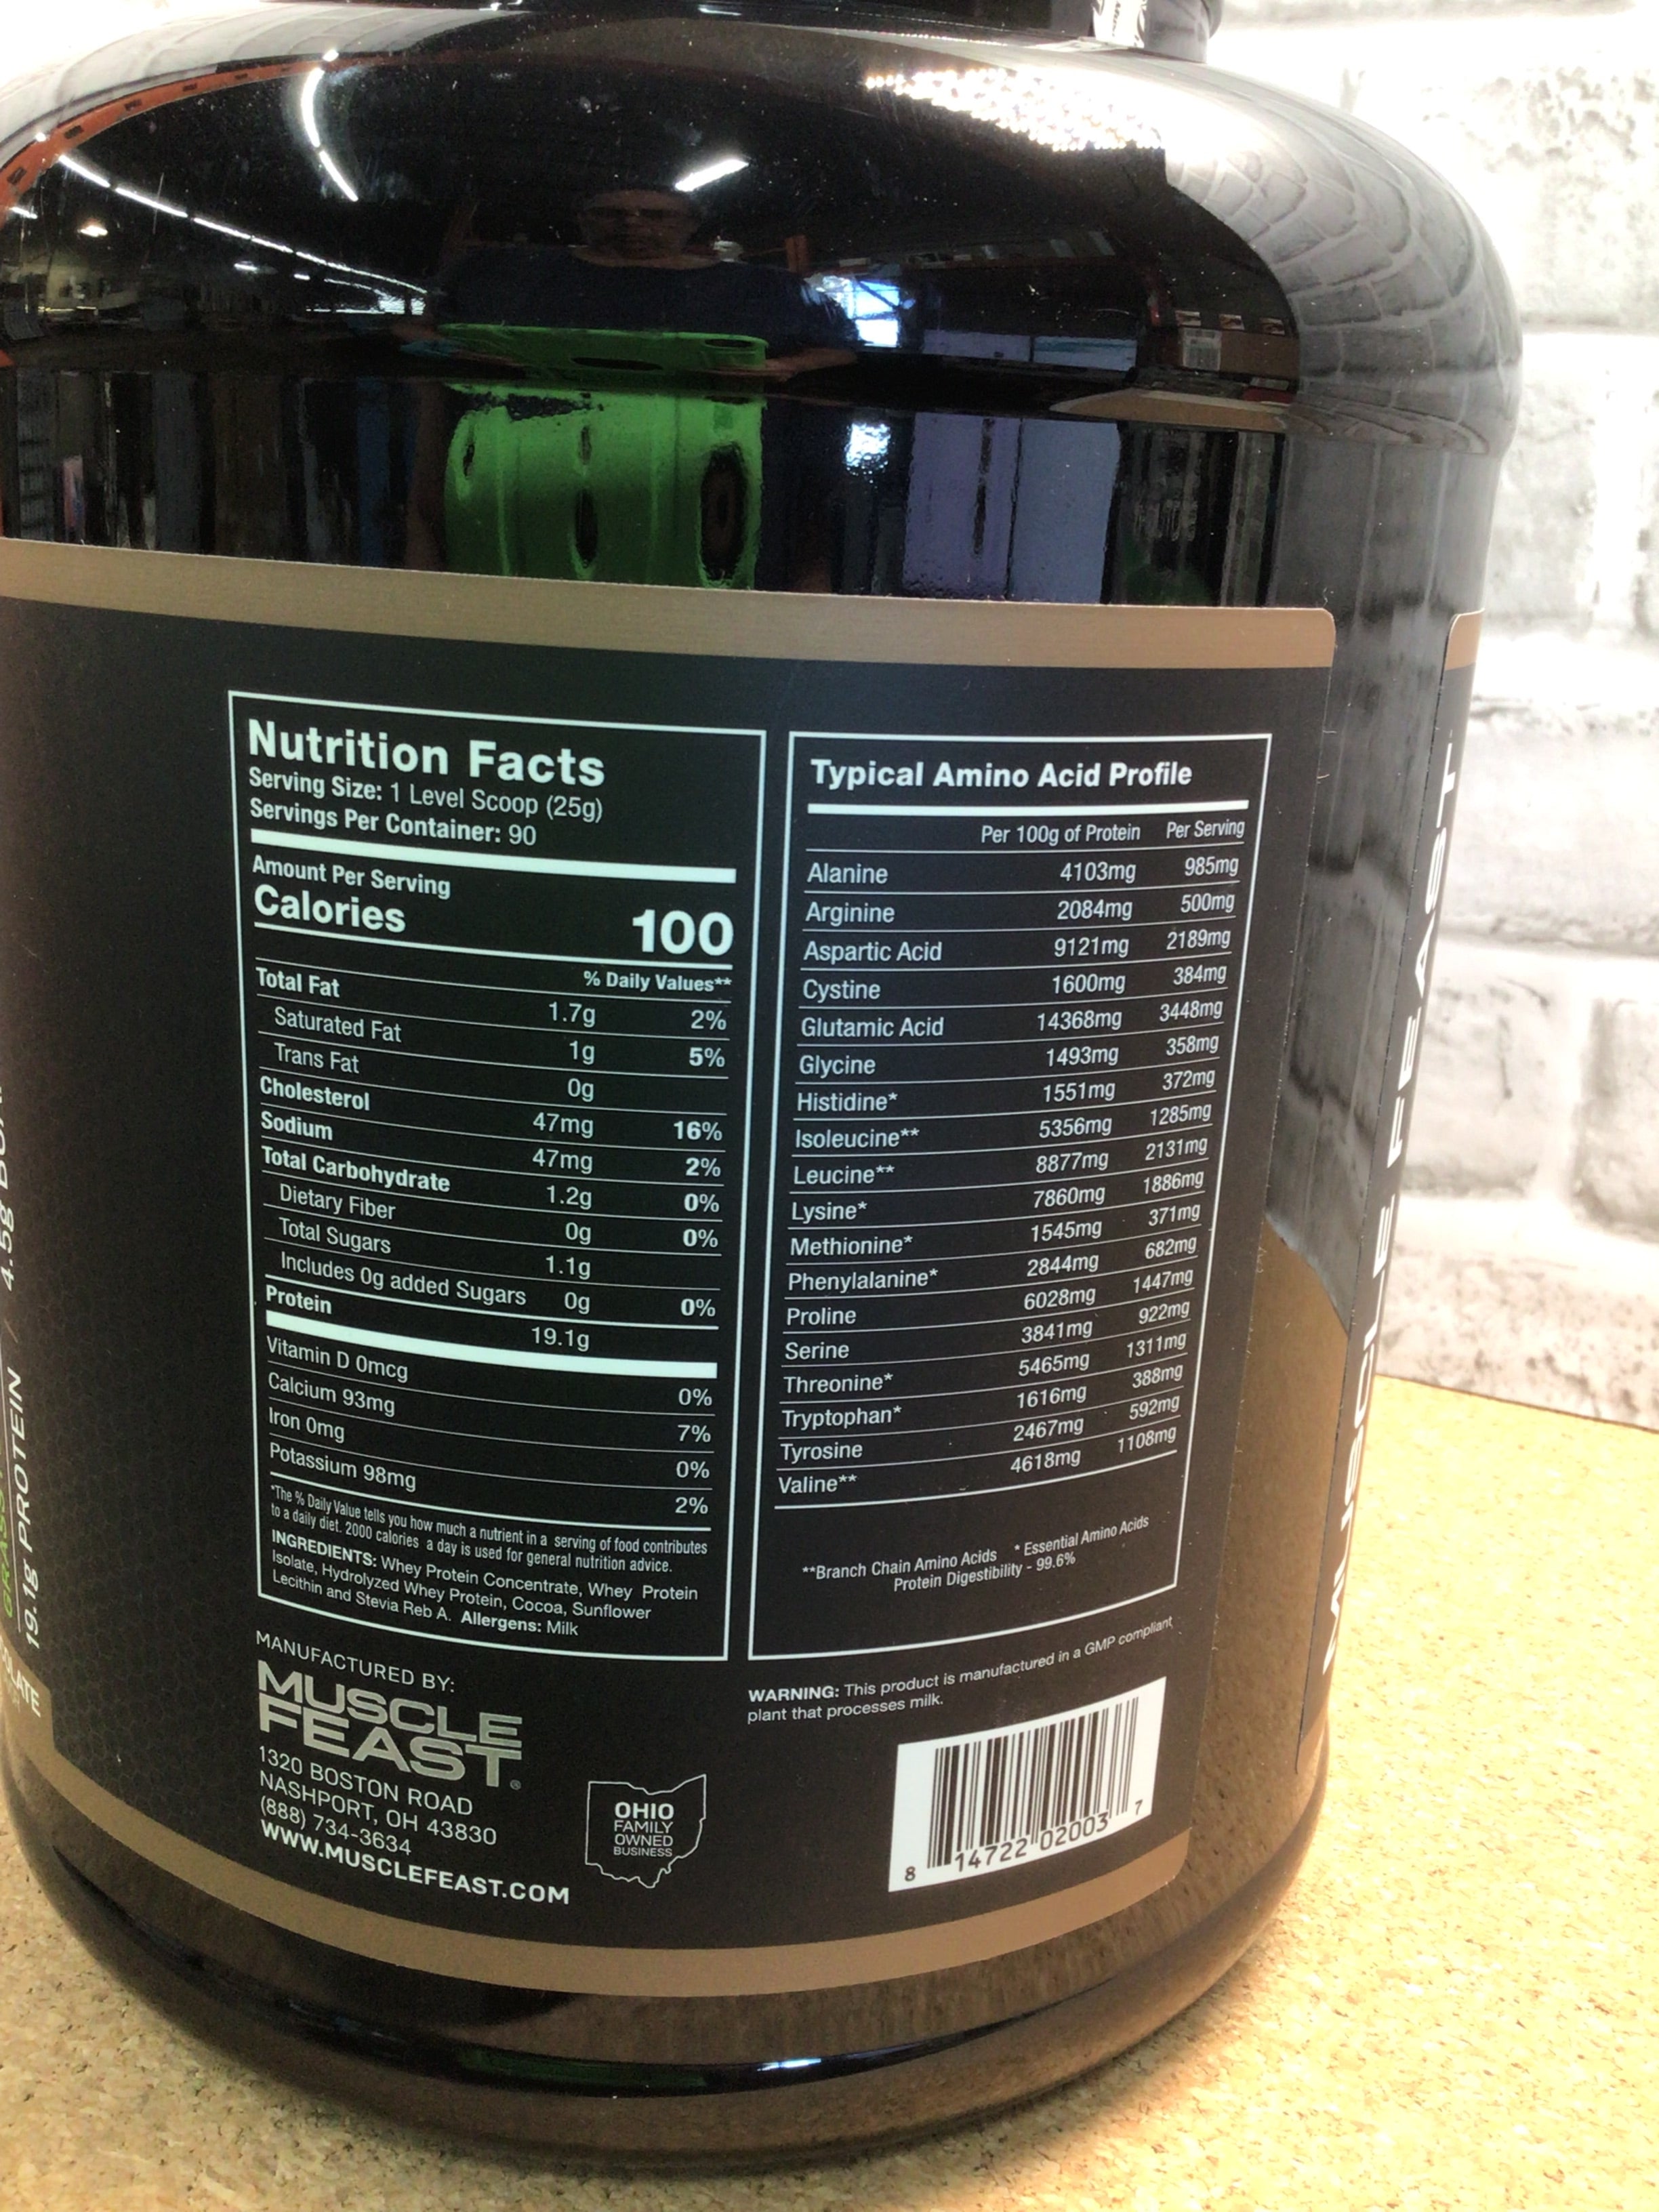 Nutrition Facts
Serving Size: 1 Level Scoop (25g)
Servings Per Container: 90
Amount Per Serving
Calories 100
% Daily Values**
Total Fat 1.7g 2%
Saturated Fat 1g 5%
Trans Fat 0g
Cholesterol 47mg 16%
Sodium 47mg 2%
Total Carbohydrate 1.2g 0%
Dietary Fiber 0g 0%
Total Sugars 1.1g
Includes 0g added Sugars 0g 0%
Protein 19.1g
Vitamin D 0mcg 0%
Calcium 93mg 7%
Iron 0mg 0%
Potassium 98mg 2%
*The % Daily Value tells you how much a nutrient in a serving of food contributes
to a daily diet. 2000 calories a day is used for general nutrition advice.
INGREDIENTS: Whey Protein Concentrate, Whey Protein
Isolate, Hydrolyzed Whey Protein, Cocoa, Sunflower
Lecithin and Stevia Reb A. Allergens: Milk
Typical Amino Acid Profile
Per 100g of Protein Per Serving
Alanine 4103mg 985mg
Arginine 2084mg 500mg
Aspartic Acid 9121mg 2189mg
Cystine 1600mg 384mg
Glutamic Acid 14368mg 3448mg
Glycine 1493mg 358mg
Histidine* 1551mg 372mg
Isoleucine** 5356mg 1285mg
Leucine** 8877mg 2131mg
Lysine* 7860mg 1886mg
Methionine* 1545mg 371mg
Phenylalanine* 2844mg 682mg
Proline 6028mg 1447mg
Serine 3841mg 922mg
Threonine* 5465mg 1311mg
Tryptophan* 1616mg 388mg
Tyrosine 2467mg 592mg
Valine** 4618mg 1108mg
**Branch Chain Amino Acids * Essential Amino Acids
Protein Digestibility - 99.6%
MANUFACTURED BY:
MUSCLE
FEAST®
1320 BOSTON ROAD
NASHPORT, OH 43830
(888) 734-3634
WWW.MUSCLEFEAST.COM
OHIO
FAMILY
OWNED
BUSINESS
WARNING: This product is manufactured in a GMP compliant
plant that processes milk.
8 14722 02003 7
19.1g PROTEIN / 4.5g
MUSCLE FEAST